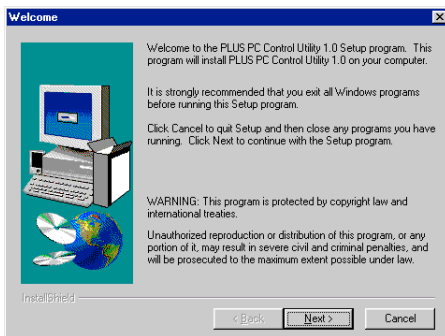 Welcome
Welcome to the PLUS PC Control Utility 1.0 Setup program. This
program will install PLUS PC Control Utility 1.0 on your computer.
It is strongly recommended that you exit all Windows programs
before running this Setup program.
Click Cancel to quit Setup and then close any programs you have
running. Click Next to continue with the Setup program.
WARNING: This program is protected by copyright law and
international treaties.
Unauthorized reproduction or distribution of this program, or any
portion of it, may result in severe civil and criminal penalties, and
will be prosecuted to the maximum extent possible under law.
InstallShield
< Back
Next >
Cancel